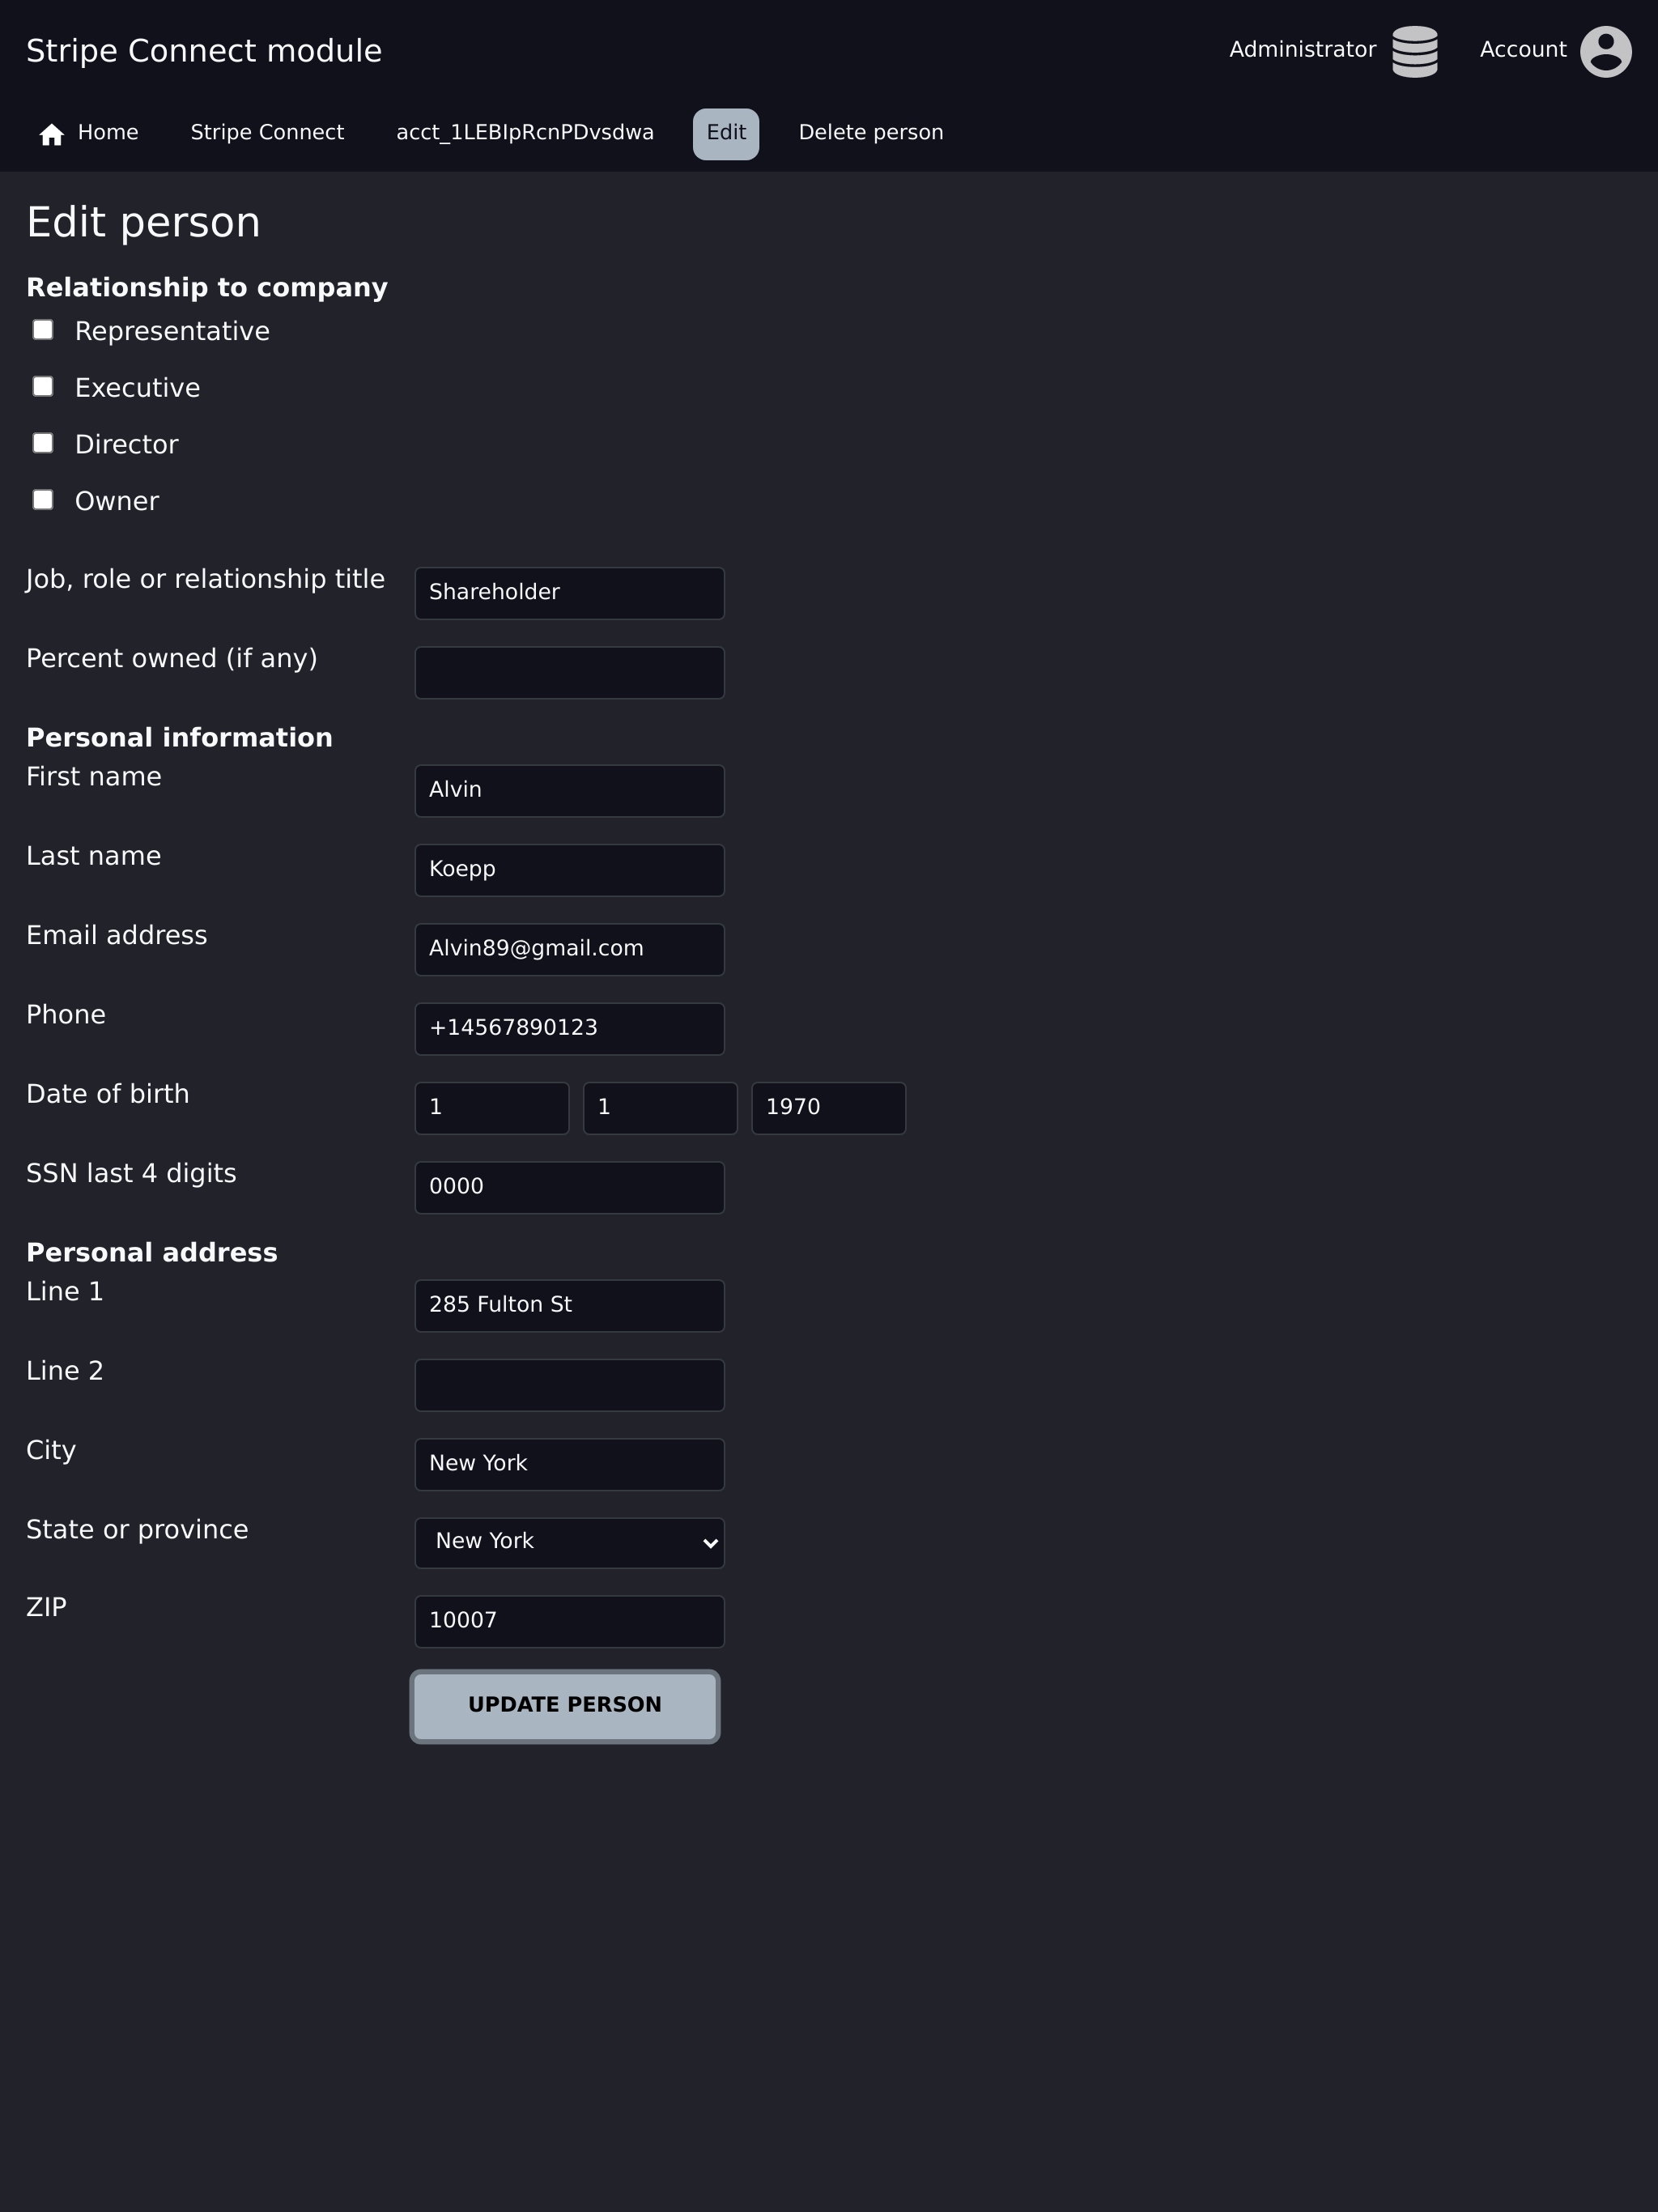 Stripe Connect module
Administrator
Account
Home
Stripe Connect
acct_1LEBIpRcnPDvsdwa
Edit
Delete person
Edit person
Relationship to company
Representative
Executive
Director
Owner
Job, role or relationship title
Shareholder
Percent owned (if any)
Personal information
First name
Alvin
Last name
Koepp
Email address
Alvin89@gmail.com
Phone
+14567890123
Date of birth
1
1
1970
SSN last 4 digits
0000
Personal address
Line 1
285 Fulton St
Line 2
City
New York
State or province
New York
ZIP
10007
UPDATE PERSON